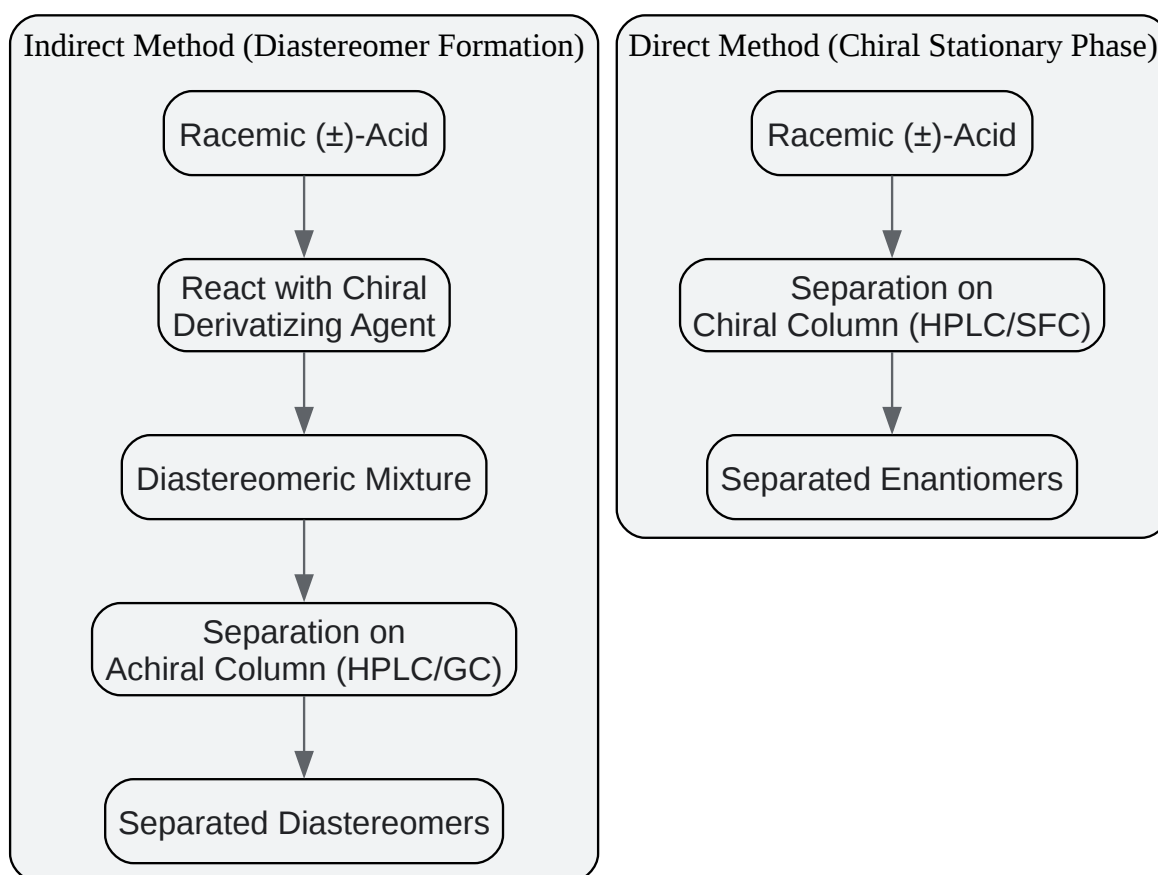 Indirect Method (Diastereomer Formation)
Racemic (±)-Acid
React with Chiral
Derivatizing Agent
Diastereomeric Mixture
Separation on
Achiral Column (HPLC/GC)
Separated Diastereomers
Direct Method (Chiral Stationary Phase)
Racemic (±)-Acid
Separation on
Chiral Column (HPLC/SFC)
Separated Enantiomers